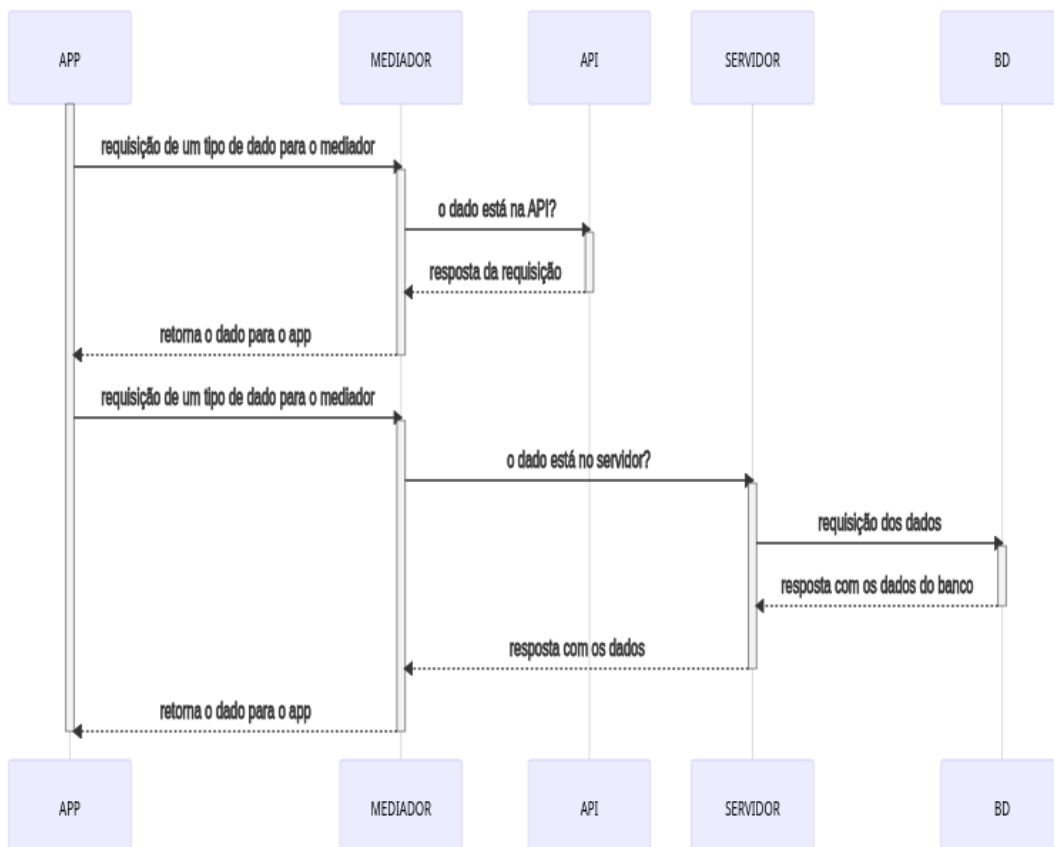 APP
MEDIADOR
API
SERVIDOR
BD
requisição de um tipo de dado para o mediador
o dado está na API?
resposta da requisição
retorna o dado para o app
requisição de um tipo de dado para o mediador
o dado está no servidor?
requisição dos dados
resposta com os dados do banco
resposta com os dados
retorna o dado para o app
APP
MEDIADOR
API
SERVIDOR
BD